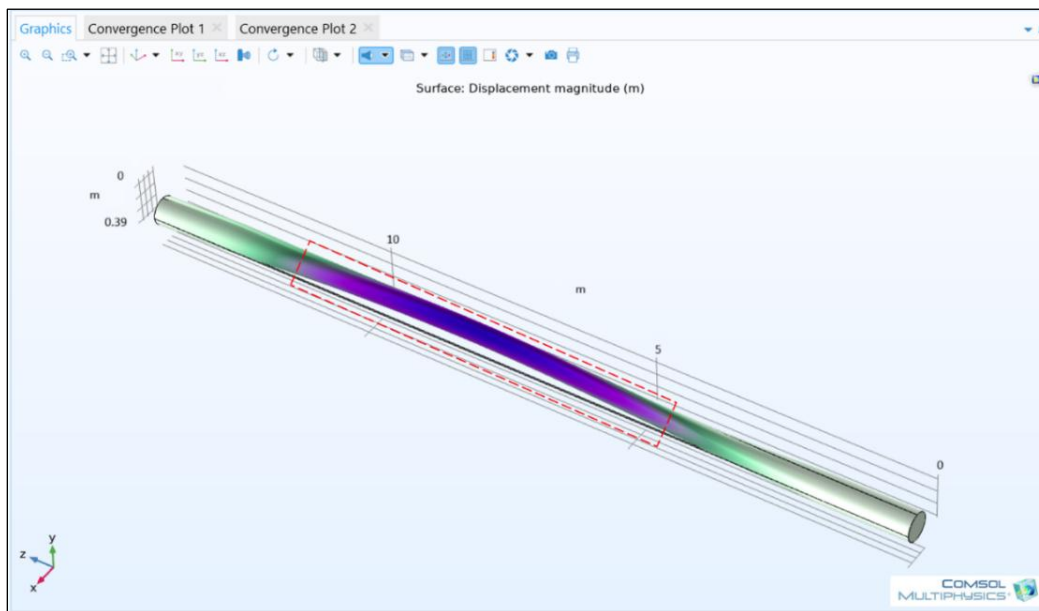 Graphics Convergence Plot 1 Convergence Plot 2
Surface: Displacement magnitude (m)
0
m
0.39
10
m
5
0
y
z
x
COMSOL
MULTIPHYSICS